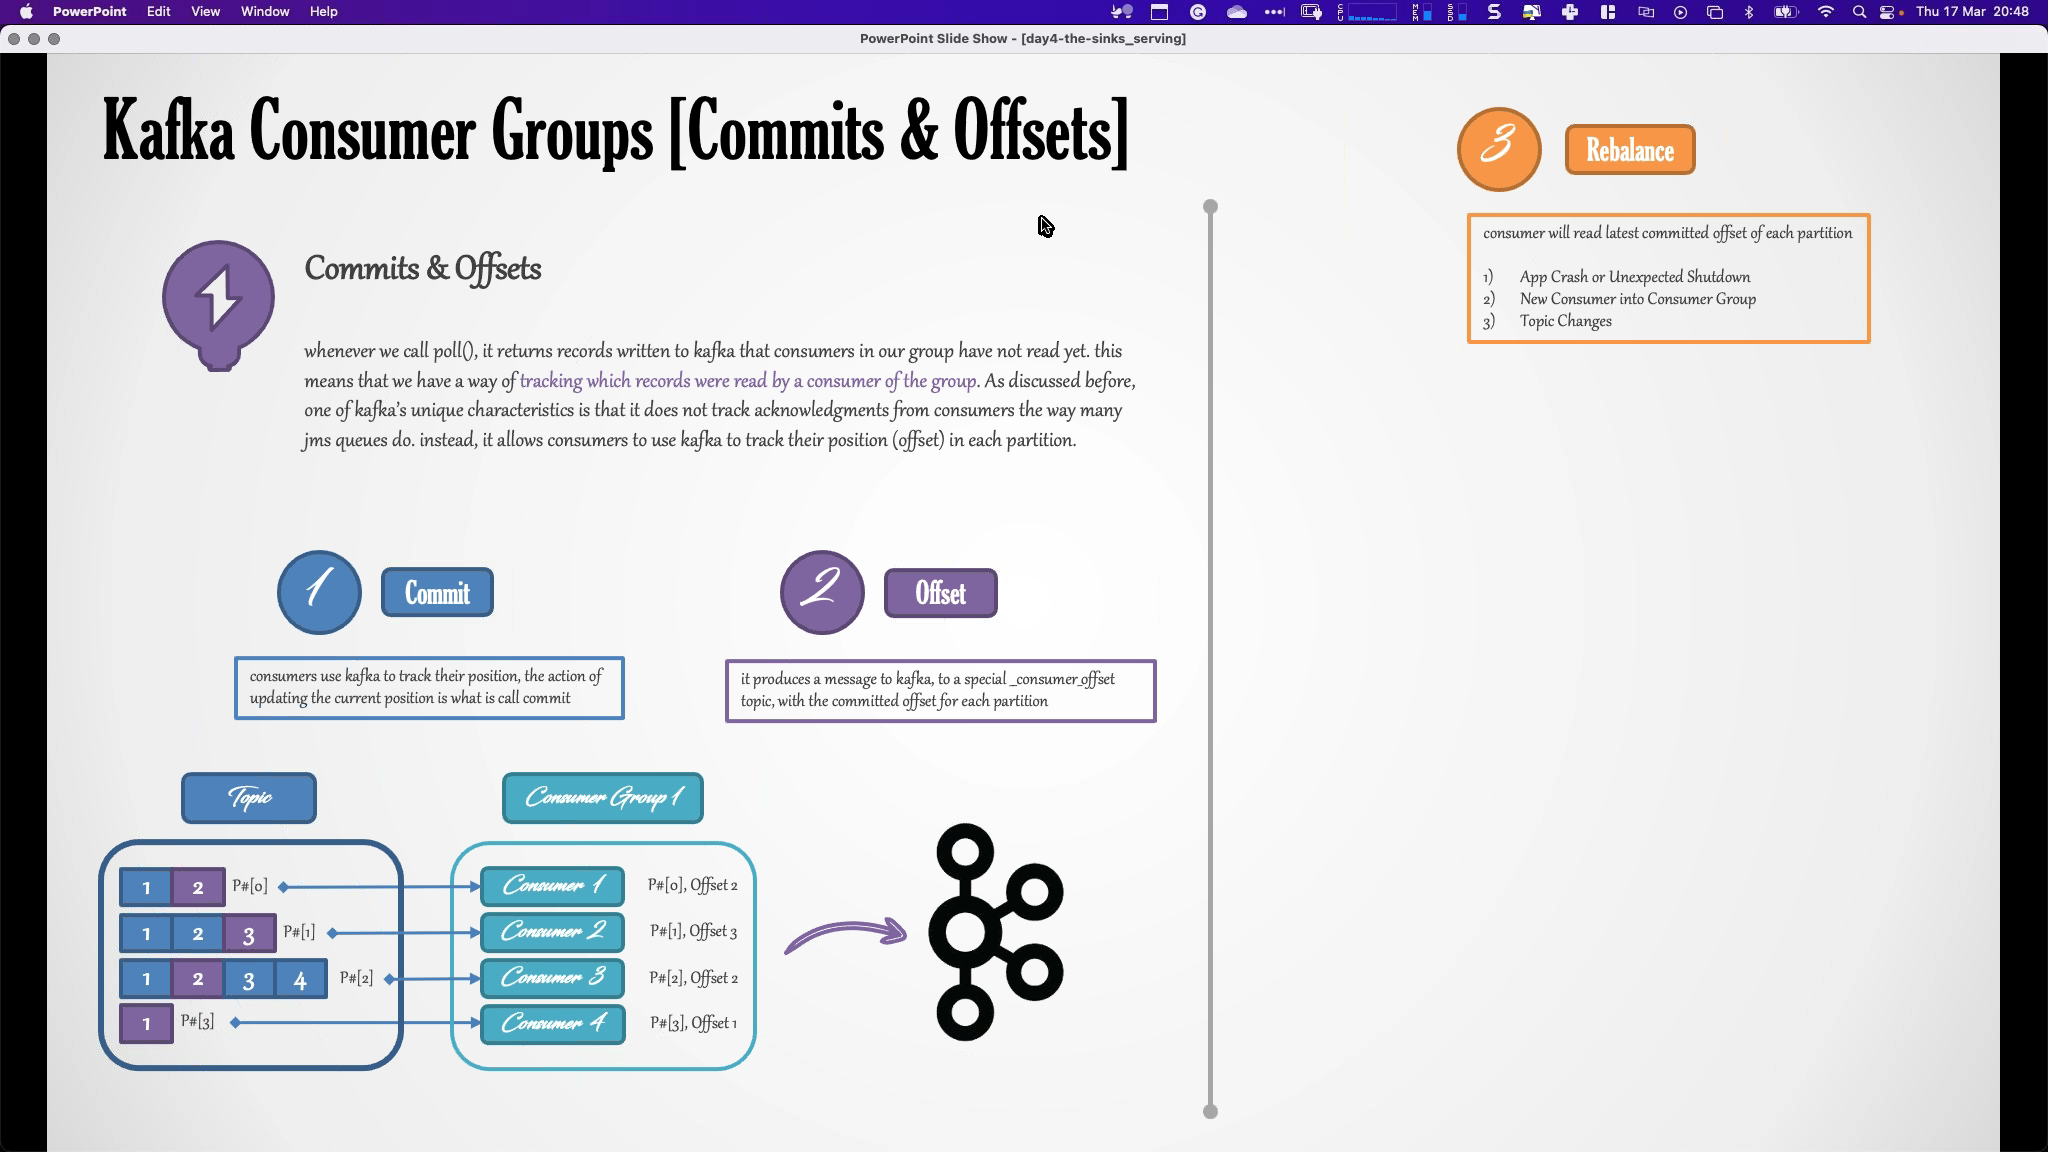 PowerPoint Edit View Window Help
Thu 17 Mar 20:48
PowerPoint Slide Show - [day4-the-sinks_serving]
Kafka Consumer Groups [Commits & Offsets]
Commits & Offsets
whenever we call poll(), it returns records written to kafka that consumers in our group have not read yet. this
means that we have a way of tracking which records were read by a consumer of the group. As discussed before,
one of kafka's unique characteristics is that it does not track acknowledgments from consumers the way many
jms queues do. instead, it allows consumers to use kafka to track their position (offset) in each partition.
1 Commit
consumers use kafka to track their position, the action of
updating the current position is what is call commit
2 Offset
it produces a message to kafka, to a special _consumer_offset
topic, with the committed offset for each partition
Topic
Consumer Group 1
1 2 P#[0]
Consumer 1 P#[0], Offset 2
1 2 3 P#[1]
Consumer 2 P#[1], Offset 3
1 2 3 4 P#[2]
Consumer 3 P#[2], Offset 2
1 P#[3]
Consumer 4 P#[3], Offset 1
3 Rebalance
consumer will read latest committed offset of each partition
1) App Crash or Unexpected Shutdown
2) New Consumer into Consumer Group
3) Topic Changes